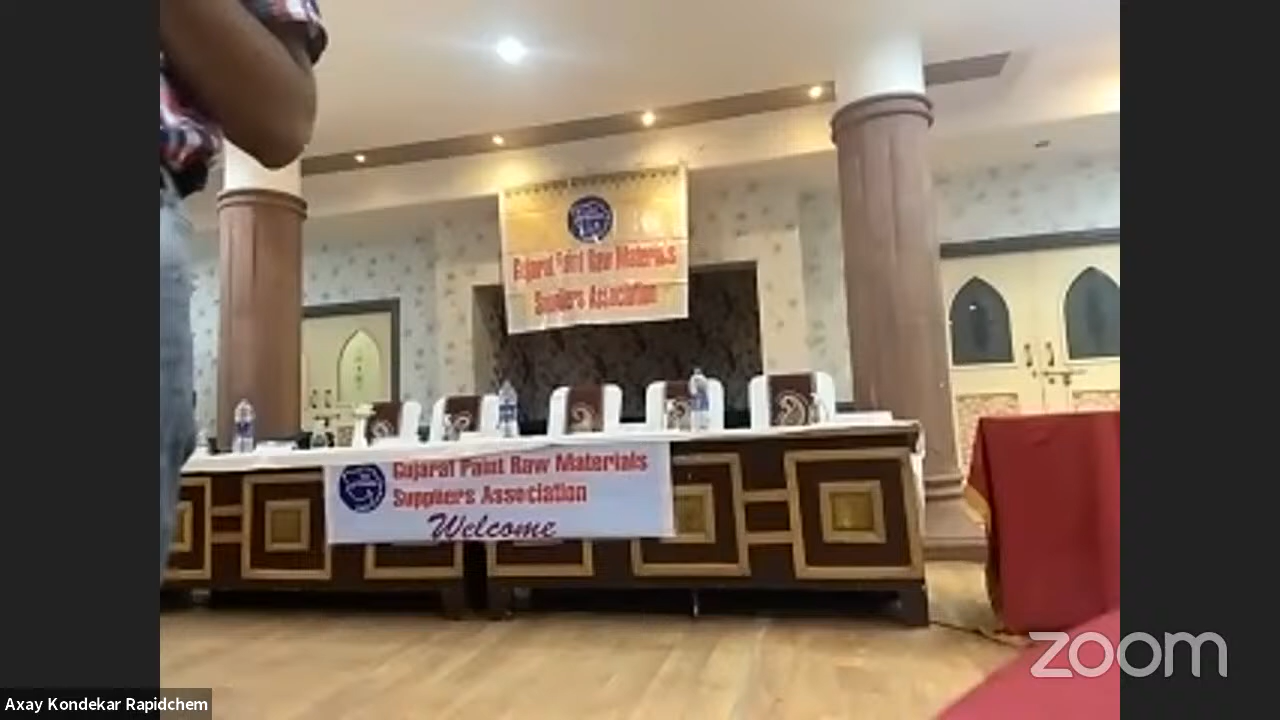 Gujarat Paint Raw Materials
Suppliers Association
Gujarat Paint Raw Materials
Suppliers Association
Welcome
zoom
Axay Kondekar Rapidchem